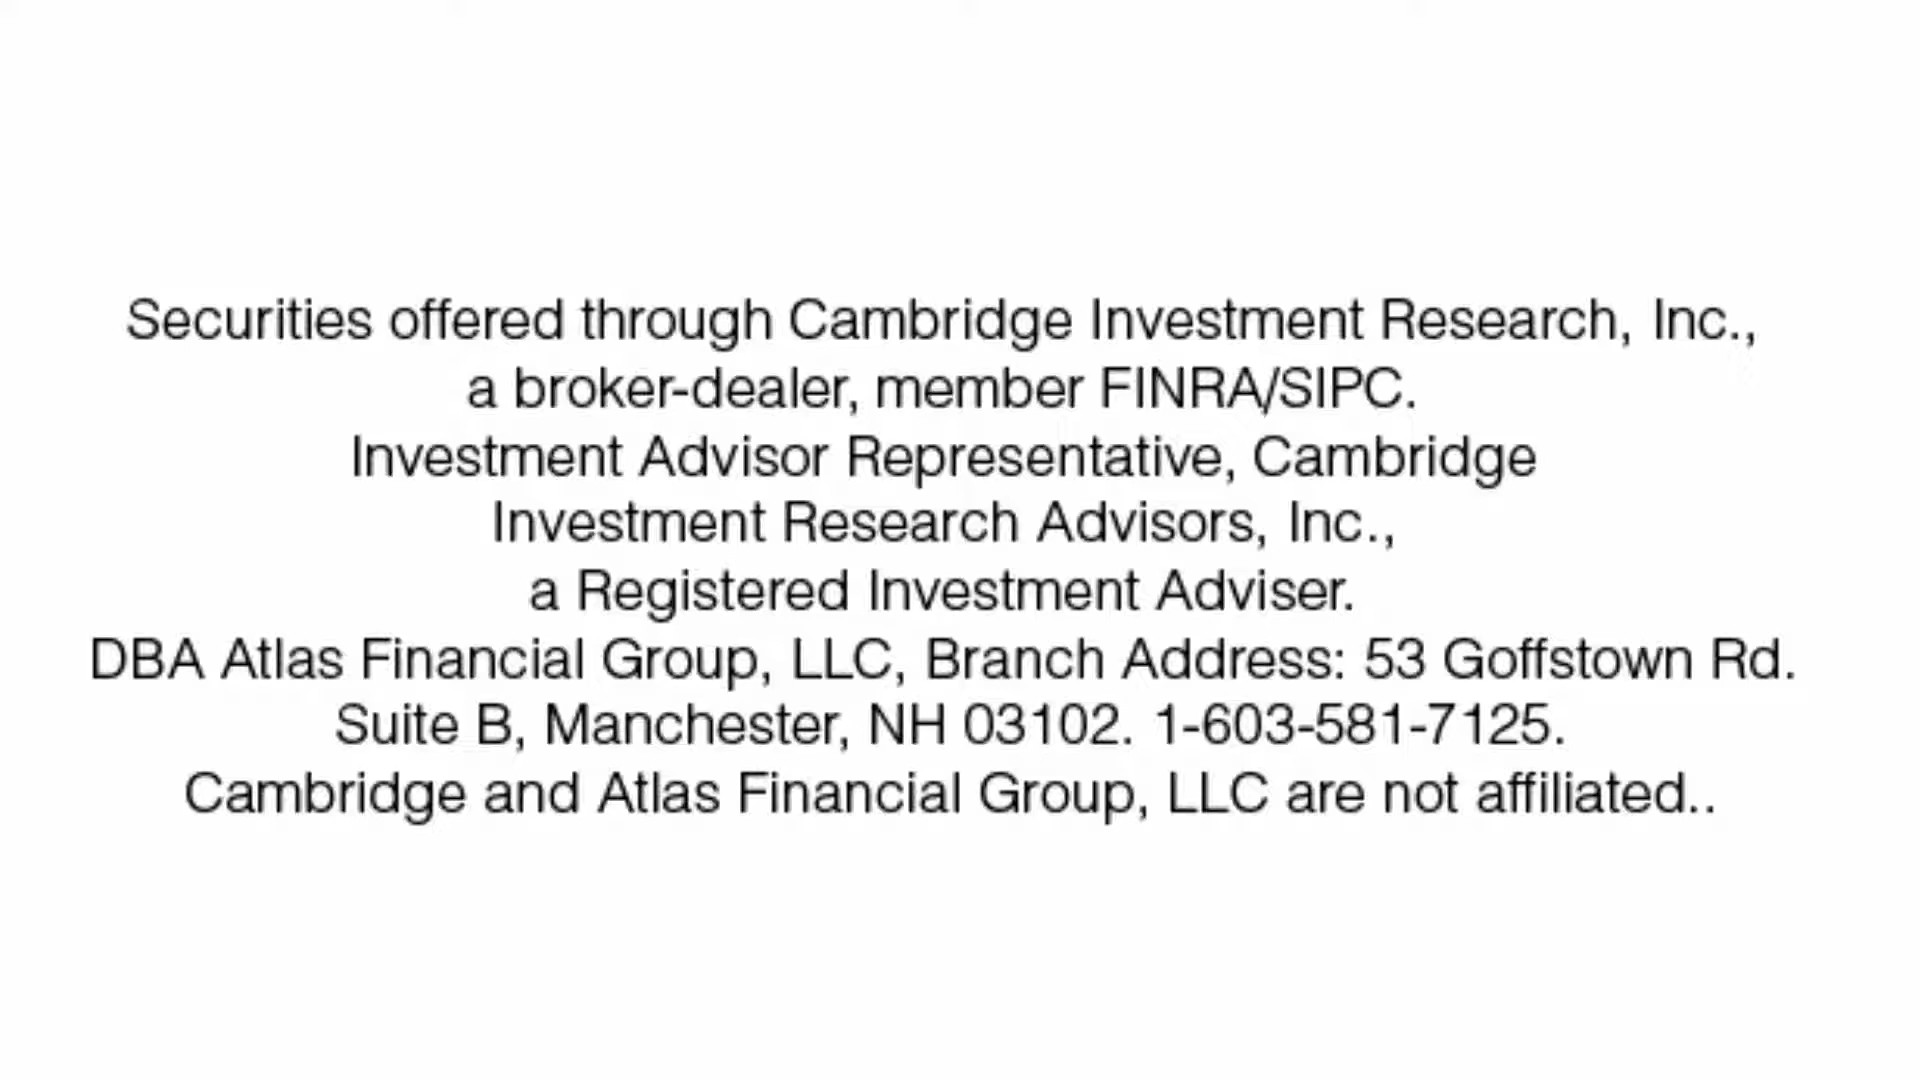 Securities offered through Cambridge Investment Research, Inc.,
a broker-dealer, member FINRA/SIPC.
Investment Advisor Representative, Cambridge
Investment Research Advisors, Inc.,
a Registered Investment Adviser.
DBA Atlas Financial Group, LLC, Branch Address: 53 Goffstown Rd.
Suite B, Manchester, NH 03102. 1-603-581-7125.
Cambridge and Atlas Financial Group, LLC are not affiliated..